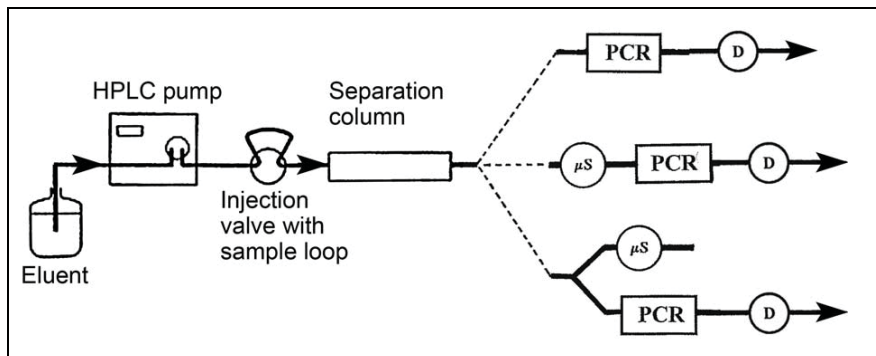 HPLC pump
Separation
column
Injection
valve with
sample loop
Eluent
PCR
D
μS
PCR
D
μS
PCR
D